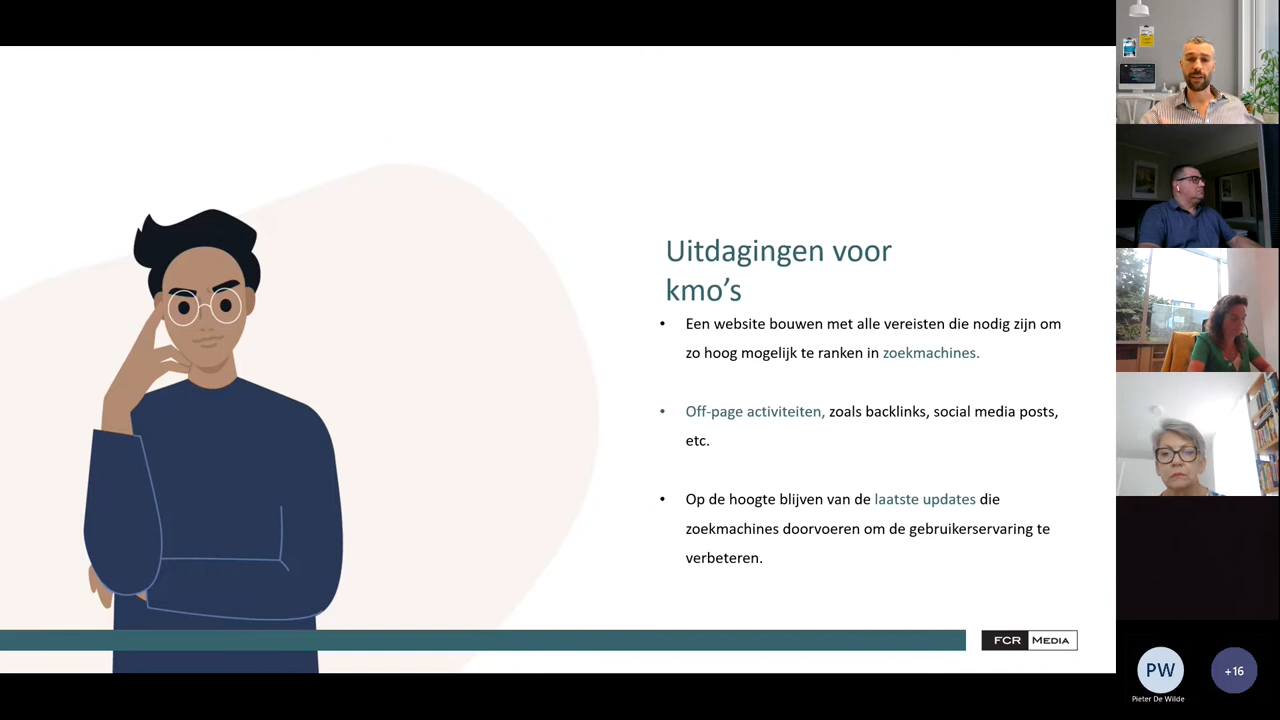 Uitdagingen voor
kmo’s
• Een website bouwen met alle vereisten die nodig zijn om
zo hoog mogelijk te ranken in zoekmachines.
• Off-page activiteiten, zoals backlinks, social media posts,
etc.
• Op de hoogte blijven van de laatste updates die
zoekmachines doorvoeren om de gebruikerservaring te
verbeteren.
FCR MEDIA
PW
+16
Pieter De Wilde